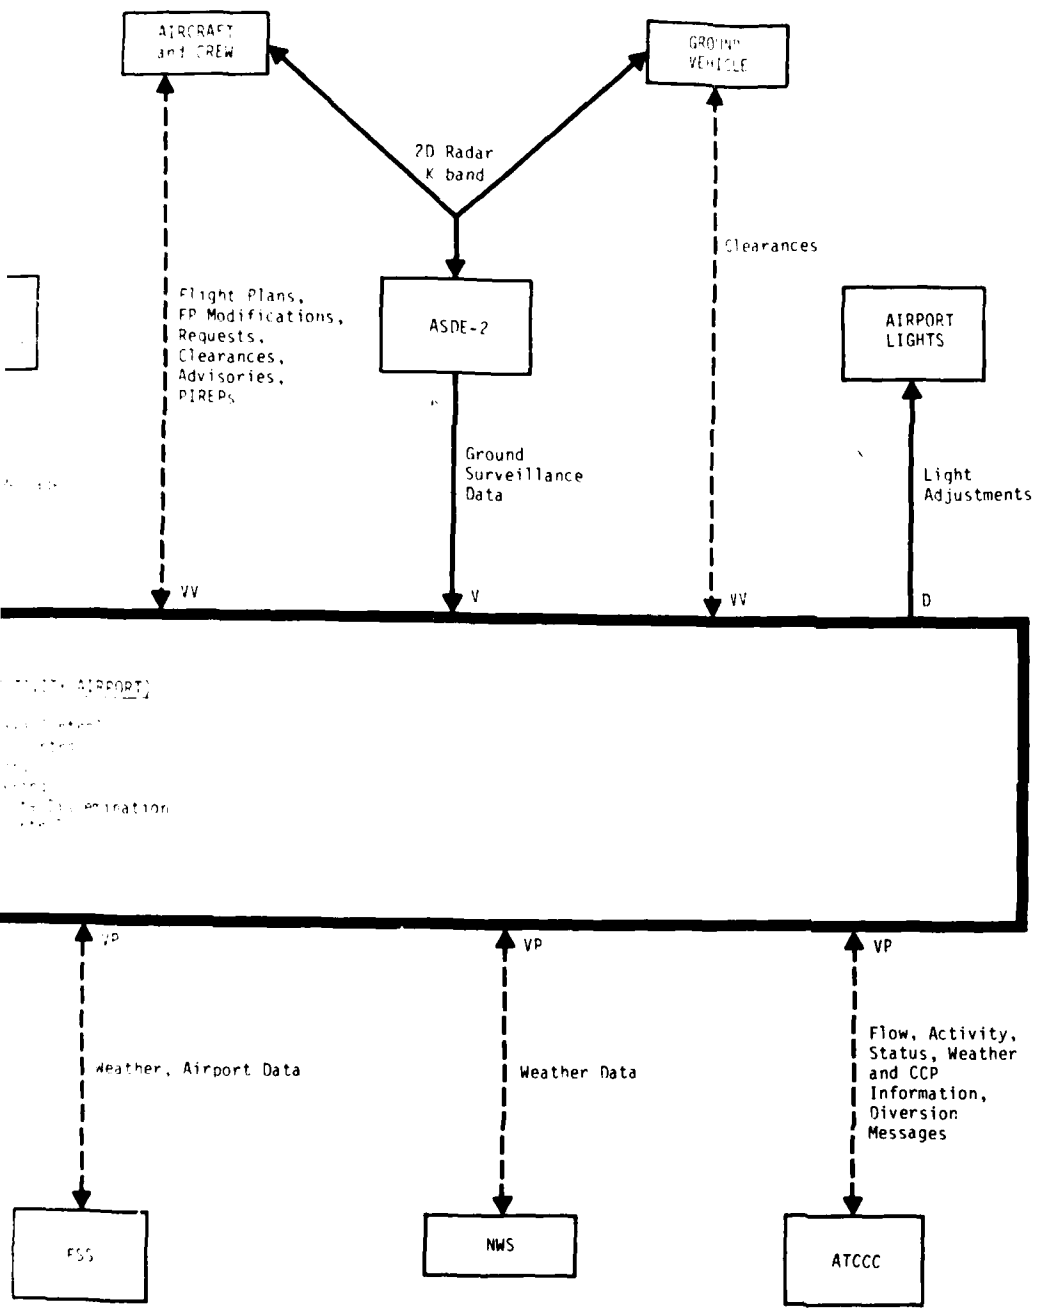 AIRCRAFT
and CREW
GROUND
VEHICLE
2D Radar
K band
Clearances
Flight Plans,
FP Modifications,
Requests,
Clearances,
Advisories,
PIREPs
ASDE-2
AIRPORT
LIGHTS
Ground
Surveillance
Data
Light
Adjustments
VV
V
VV
D
AIRPORT)
VP
VP
VP
Weather, Airport Data
Weather Data
Flow, Activity,
Status, Weather
and CCP
Information,
Diversion
Messages
FSS
NWS
ATCCC